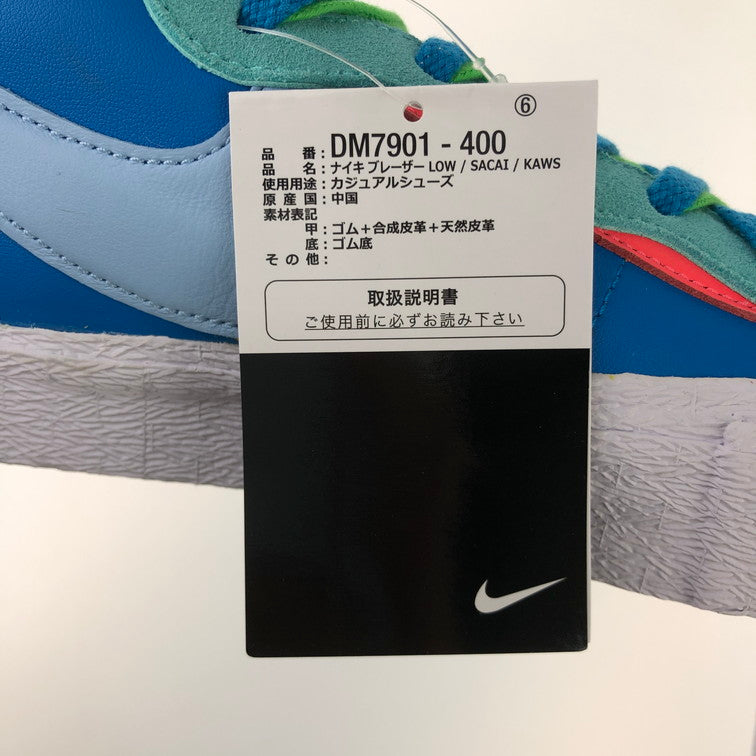 ⑥
品番：DM7901 - 400
品名：ナイキ ブレーザー LOW / SACAI / KAWS
使用用途：カジュアルシューズ
原産国：中国
素材表記
甲：ゴム＋合成皮革＋天然皮革
底：ゴム底
その他：
取扱説明書
ご使用前に必ずお読み下さい